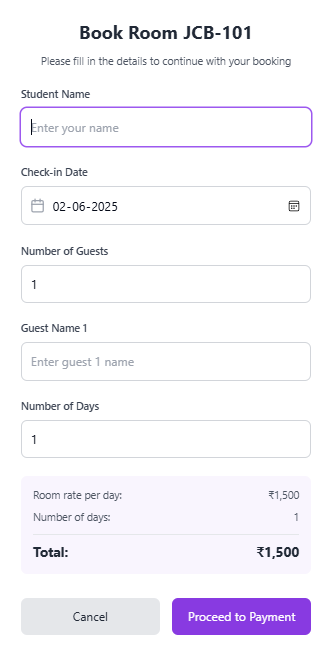 Book Room JCB-101
Please fill in the details to continue with your booking
Student Name
Enter your name
Check-in Date
02-06-2025
Number of Guests
1
Guest Name 1
Enter guest 1 name
Number of Days
1
Room rate per day: ₹1,500
Number of days: 1
Total: ₹1,500
Cancel Proceed to Payment